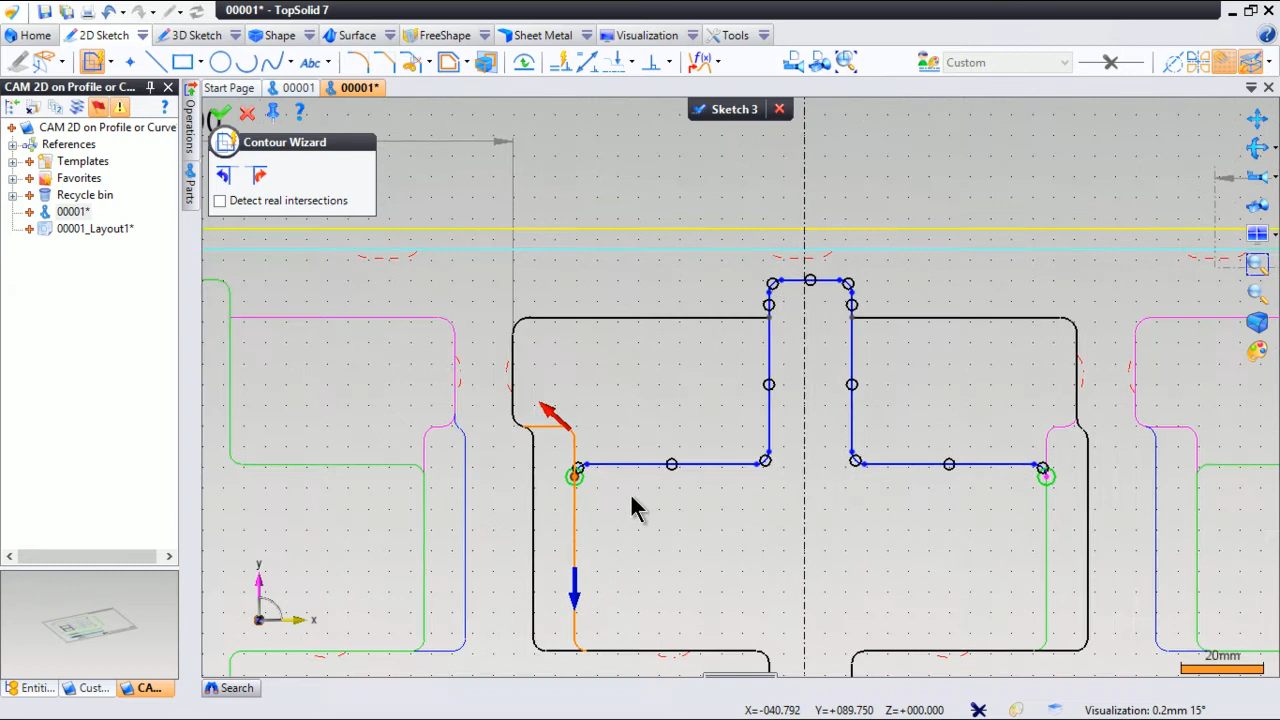 00001* - TopSolid 7
Home
2D Sketch
3D Sketch
Shape
Surface
FreeShape
Sheet Metal
Visualization
Tools
Abc
Custom
CAM 2D on Profile or C...
Start Page
00001
00001*
CAM 2D on Profile or Curve
References
Templates
Favorites
Recycle bin
00001*
00001_Layout1*
Operations
Parts
Contour Wizard
Detect real intersections
Sketch 3
y
x
20mm
Entiti...
Cust...
CA...
Search
X=-040.792
Y=+089.750
Z=+000.000
Visualization: 0.2mm 15°